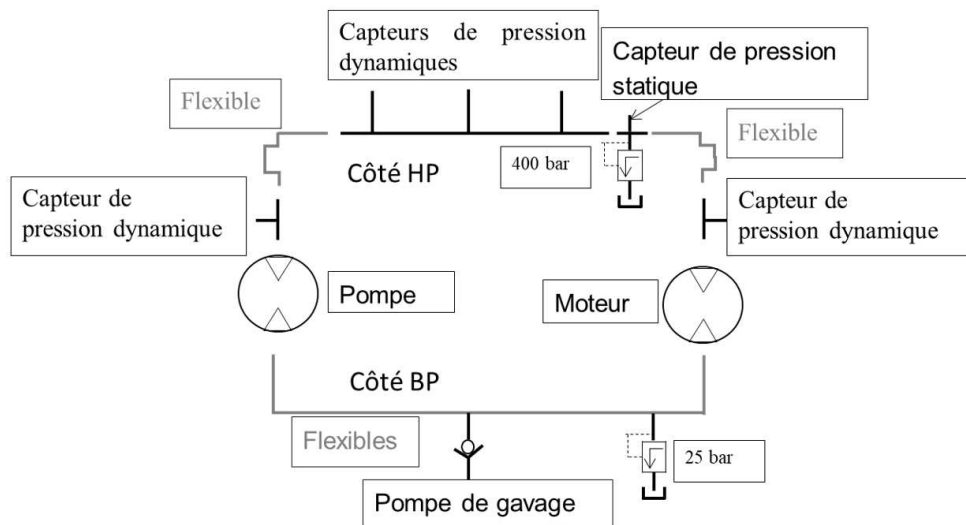 Capteurs de pression
dynamiques
Capteur de pression
statique
Flexible
Flexible
400 bar
Côté HP
Capteur de
pression dynamique
Capteur de
pression dynamique
Pompe
Moteur
Côté BP
Flexibles
25 bar
Pompe de gavage